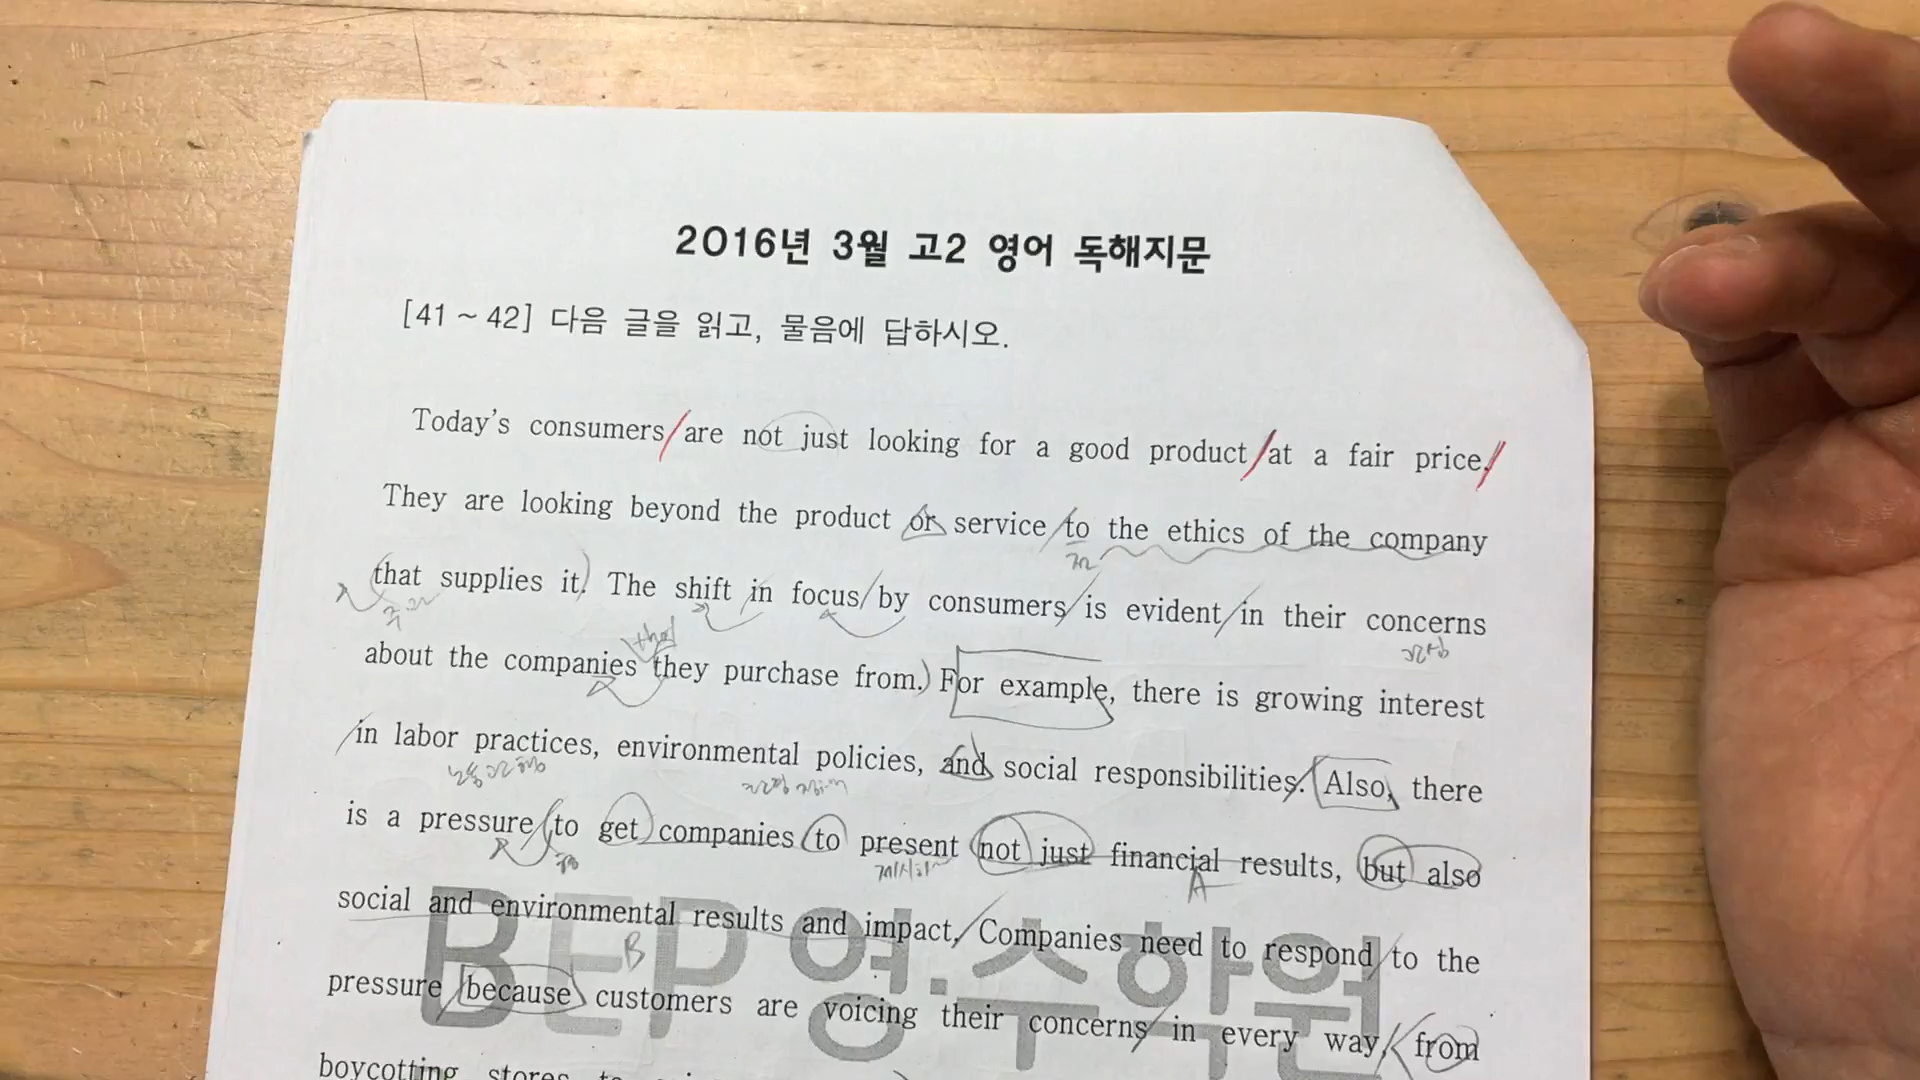 2016년 3월 고2 영어 독해지문
[41 ~ 42] 다음 글을 읽고, 물음에 답하시오.
Today's consumers are not just looking for a good product at a fair price.
They are looking beyond the product or service to the ethics of the company
that supplies it. The shift in focus by consumers is evident in their concerns
about the companies they purchase from. For example, there is growing interest
in labor practices, environmental policies, and social responsibilities. Also, there
is a pressure to get companies to present not just financial results, but also
A
social and environmental results and impact. Companies need to respond to the
B
BEP 영·수학원
pressure because customers are voicing their concerns in every way, from
boycotting stores to